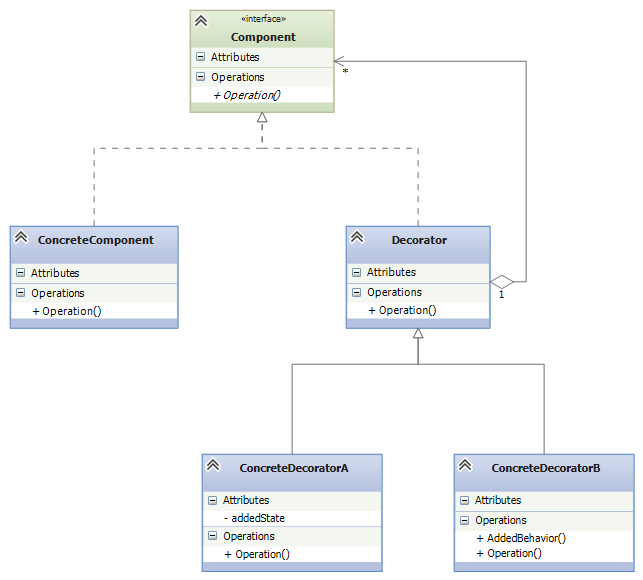 «interface»
Component
Attributes
Operations
+ Operation()
*
ConcreteComponent
Attributes
Operations
+ Operation()
Decorator
Attributes
Operations
+ Operation()
1
ConcreteDecoratorA
Attributes
- addedState
Operations
+ Operation()
ConcreteDecoratorB
Attributes
Operations
+ AddedBehavior()
+ Operation()